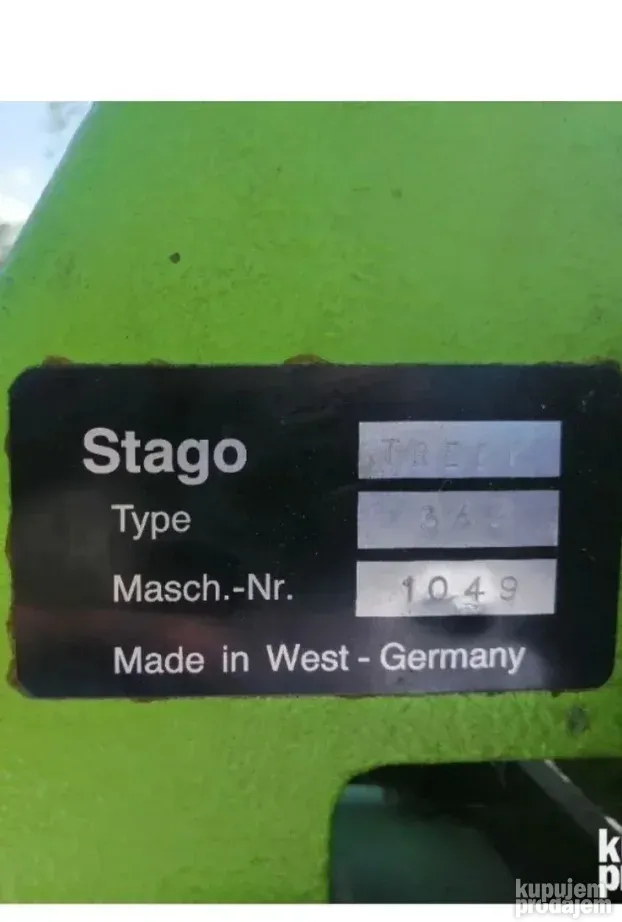 Stago
Type
Masch.-Nr. 1049
Made in West - Germany
kupujem
prodajem